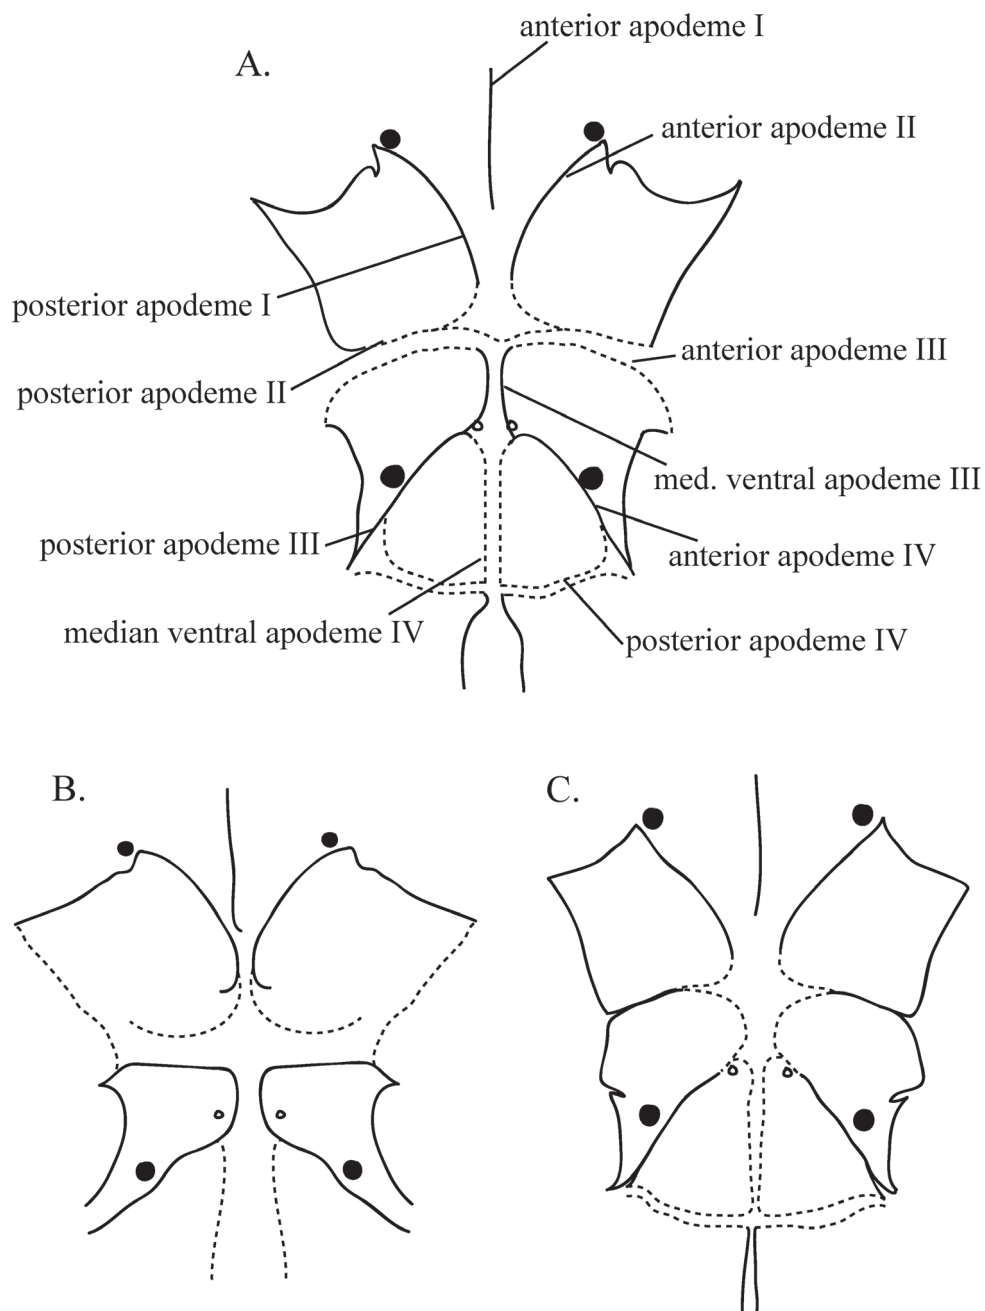 anterior apodeme I
A.
anterior apodeme II
posterior apodeme I
anterior apodeme III
posterior apodeme II
med. ventral apodeme III
posterior apodeme III
anterior apodeme IV
median ventral apodeme IV
posterior apodeme IV
B.
C.